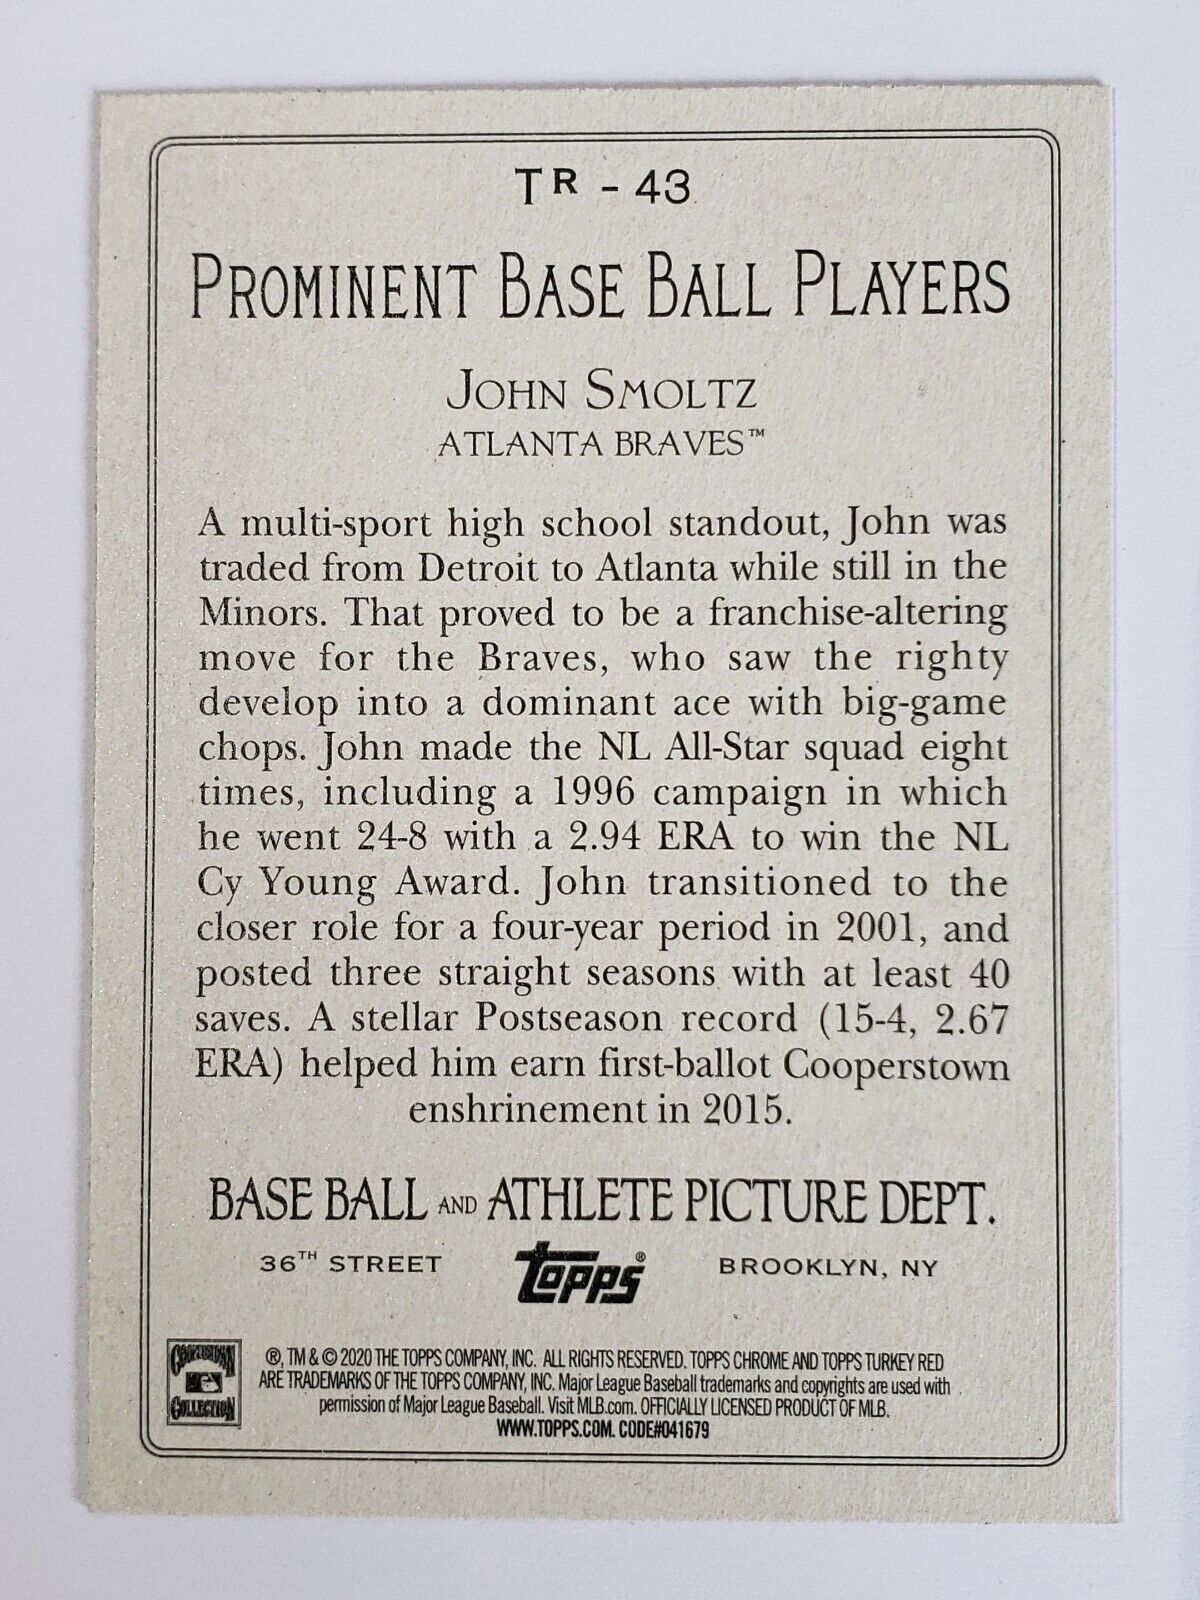 TR - 43
PROMINENT BASE BALL PLAYERS
JOHN SMOLTZ
ATLANTA BRAVES™
A multi-sport high school standout, John was
traded from Detroit to Atlanta while still in the
Minors. That proved to be a franchise-altering
move for the Braves, who saw the righty
develop into a dominant ace with big-game
chops. John made the NL All-Star squad eight
times, including a 1996 campaign in which
he went 24-8 with a 2.94 ERA to win the NL
Cy Young Award. John transitioned to the
closer role for a four-year period in 2001, and
posted three straight seasons with at least 40
saves. A stellar Postseason record (15-4, 2.67
ERA) helped him earn first-ballot Cooperstown
enshrinement in 2015.
BASE BALL AND ATHLETE PICTURE DEPT.
36TH STREET topps® BROOKLYN, NY
COOPERSTOWN
COLLECTION
®, TM & © 2020 THE TOPPS COMPANY, INC. ALL RIGHTS RESERVED. TOPPS CHROME AND TOPPS TURKEY RED
ARE TRADEMARKS OF THE TOPPS COMPANY, INC. Major League Baseball trademarks and copyrights are used with
permission of Major League Baseball. Visit MLB.com. OFFICIALLY LICENSED PRODUCT OF MLB.
WWW.TOPPS.COM. CODE#041679